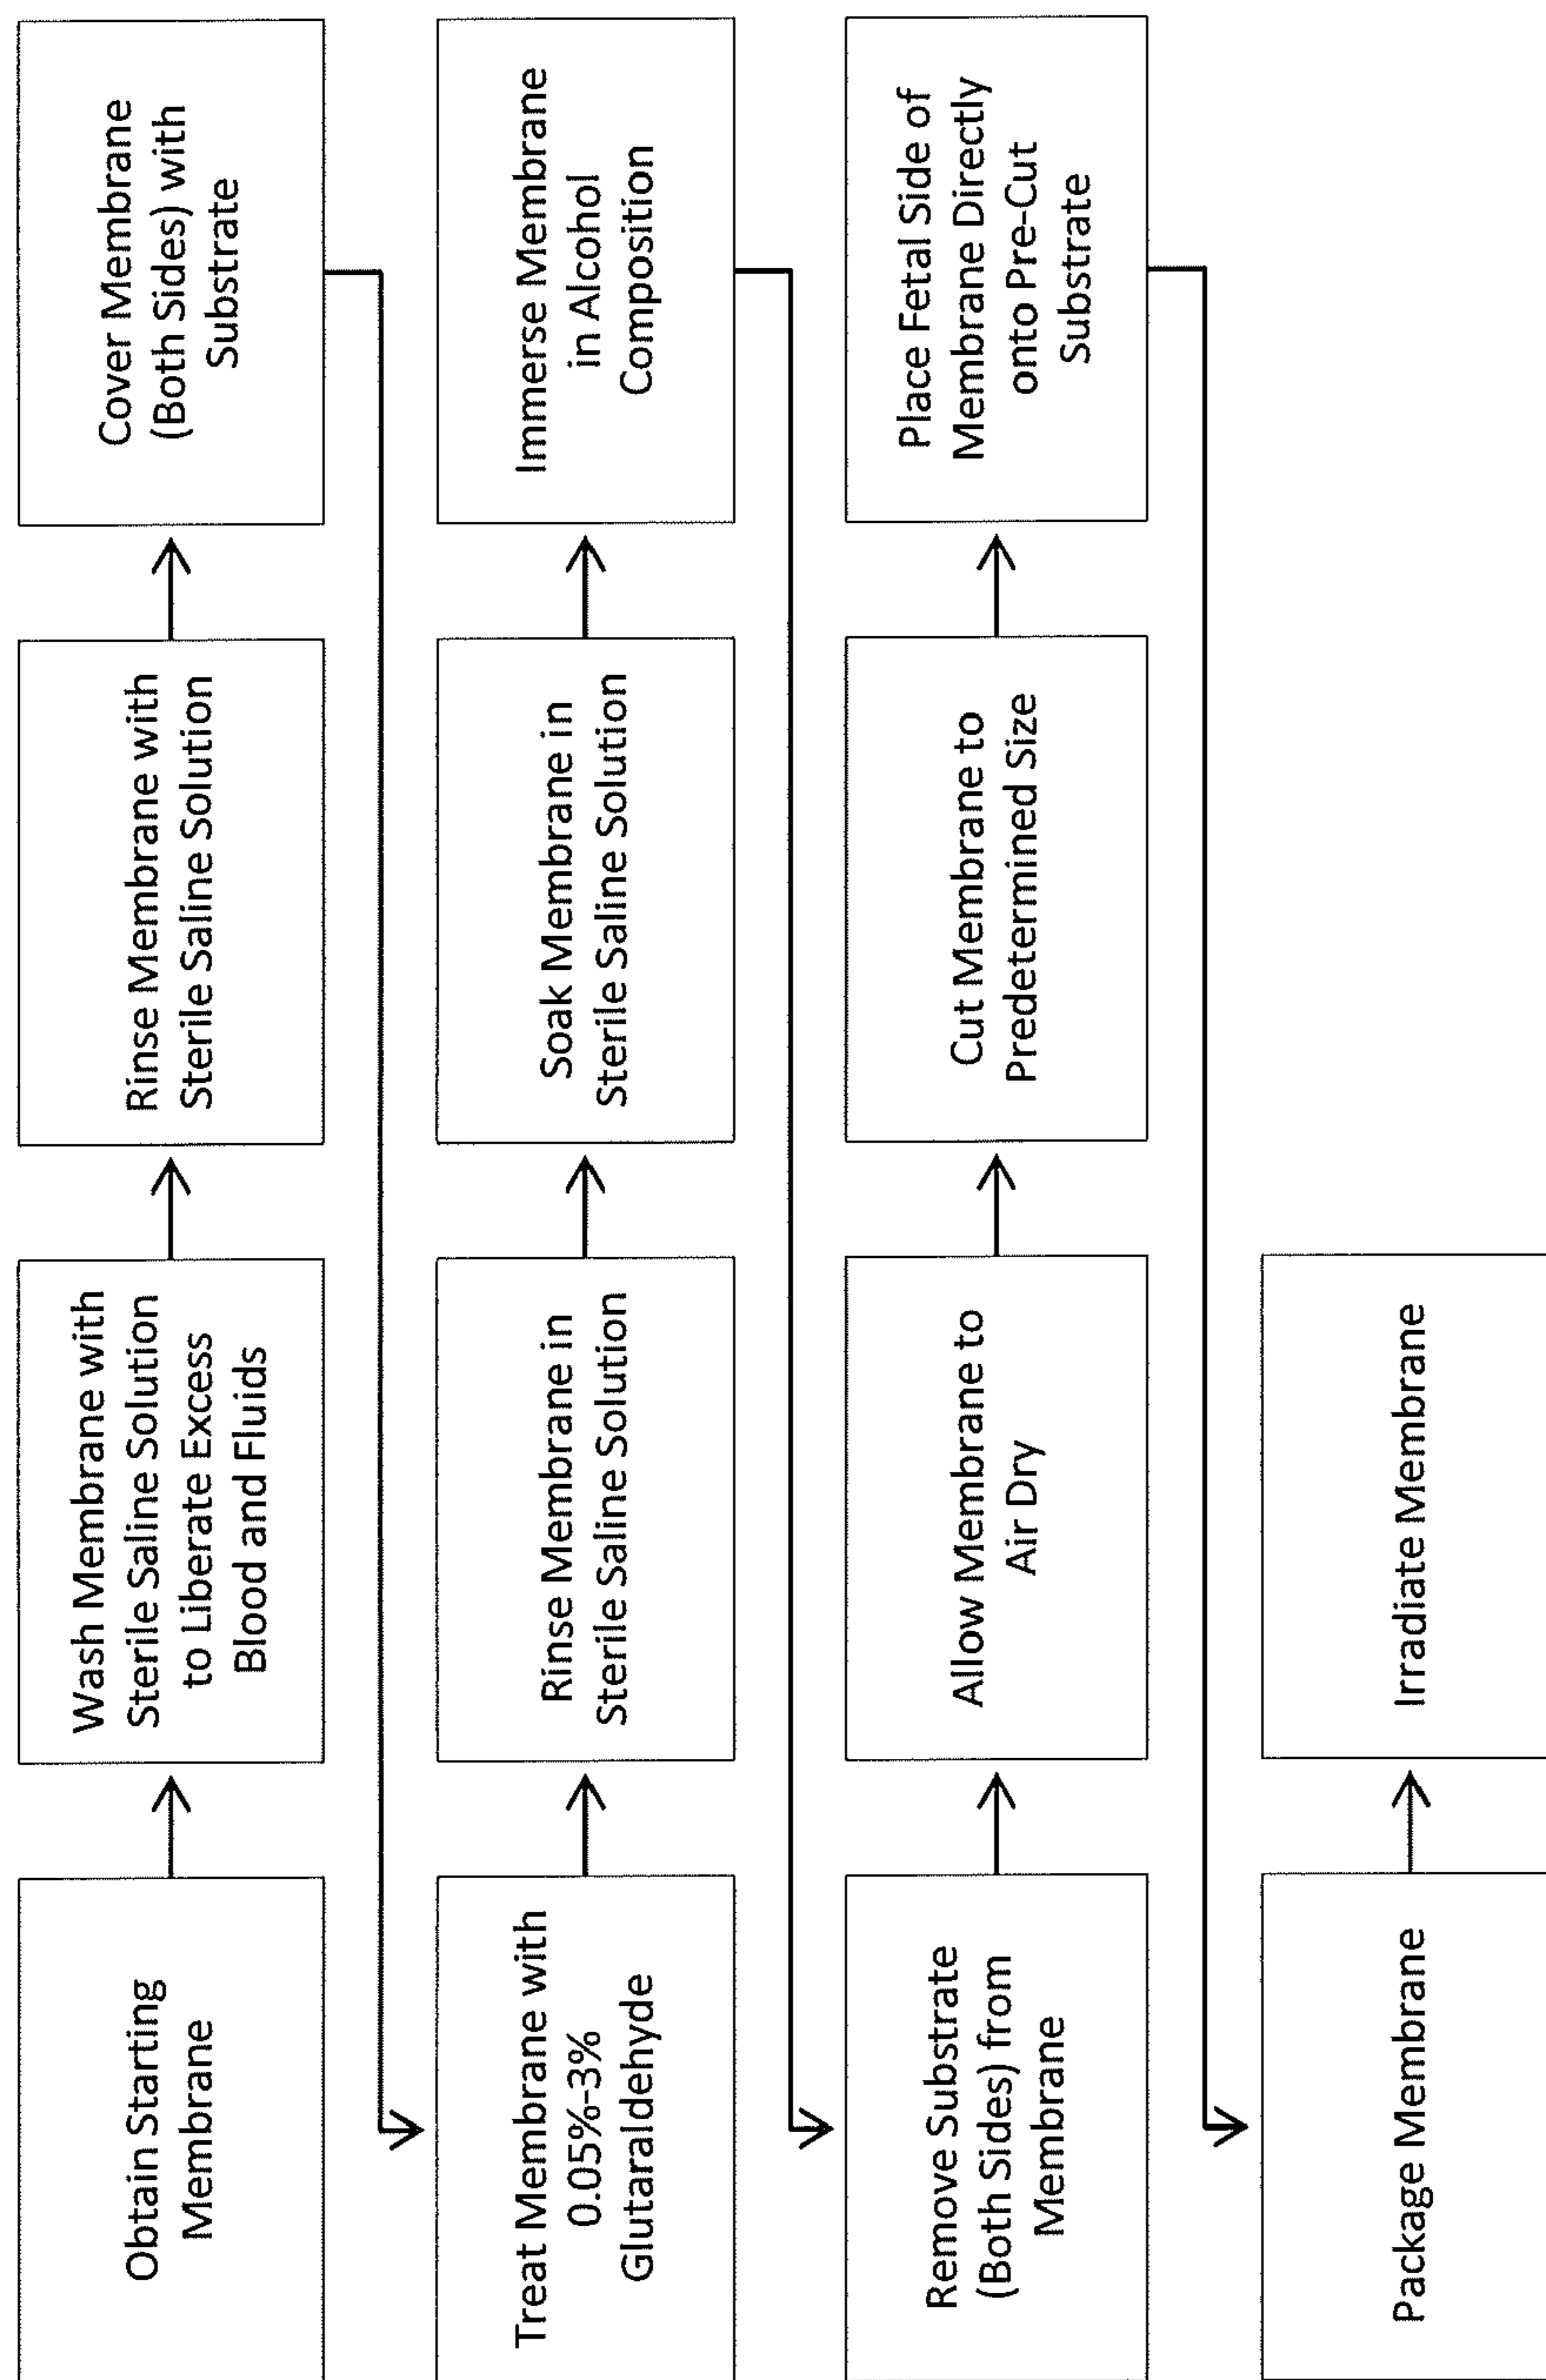 Obtain Starting
Membrane
Wash Membrane with
Sterile Saline Solution
to Liberate Excess
Blood and Fluids
Rinse Membrane with
Sterile Saline Solution
Cover Membrane
(Both Sides) with
Substrate
Treat Membrane with
0.05%-3%
Glutaraldehyde
Rinse Membrane in
Sterile Saline Solution
Soak Membrane in
Sterile Saline Solution
Immerse Membrane
in Alcohol
Composition
Remove Substrate
(Both Sides) from
Membrane
Allow Membrane to
Air Dry
Cut Membrane to
Predetermined Size
Place Fetal Side of
Membrane Directly
onto Pre-Cut
Substrate
Package Membrane
Irradiate Membrane